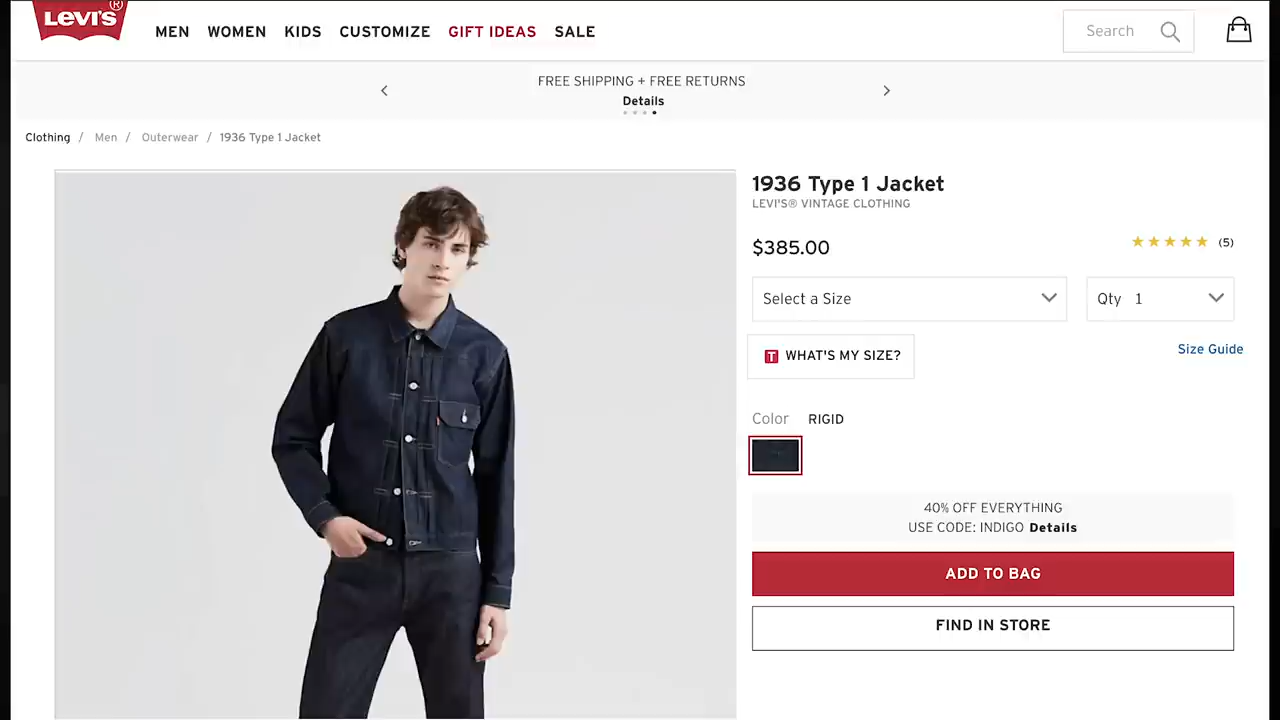 Levi's®
MEN WOMEN KIDS CUSTOMIZE GIFT IDEAS SALE
Search
FREE SHIPPING + FREE RETURNS
Details
Clothing / Men / Outerwear / 1936 Type 1 Jacket
1936 Type 1 Jacket
LEVI'S® VINTAGE CLOTHING
$385.00
(5)
Select a Size
Qty 1
T WHAT'S MY SIZE?
Size Guide
Color RIGID
40% OFF EVERYTHING
USE CODE: INDIGO Details
ADD TO BAG
FIND IN STORE